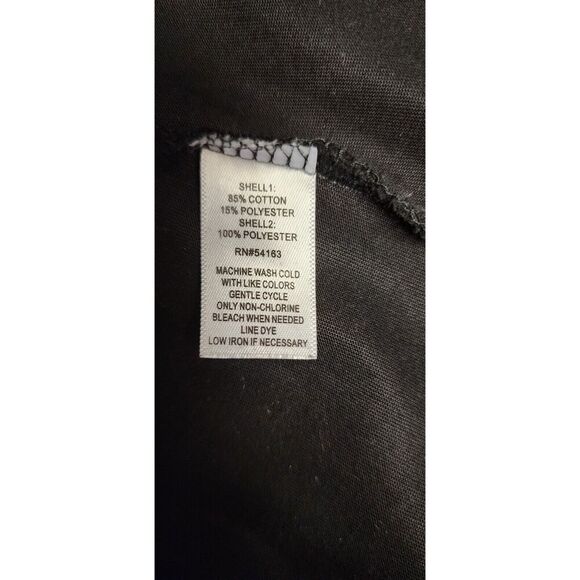 SHELL1:
85% COTTON
15% POLYESTER
SHELL2:
100% POLYESTER
RN#54163
MACHINE WASH COLD
WITH LIKE COLORS
GENTLE CYCLE
ONLY NON-CHLORINE
BLEACH WHEN NEEDED
LINE DYE
LOW IRON IF NECESSARY